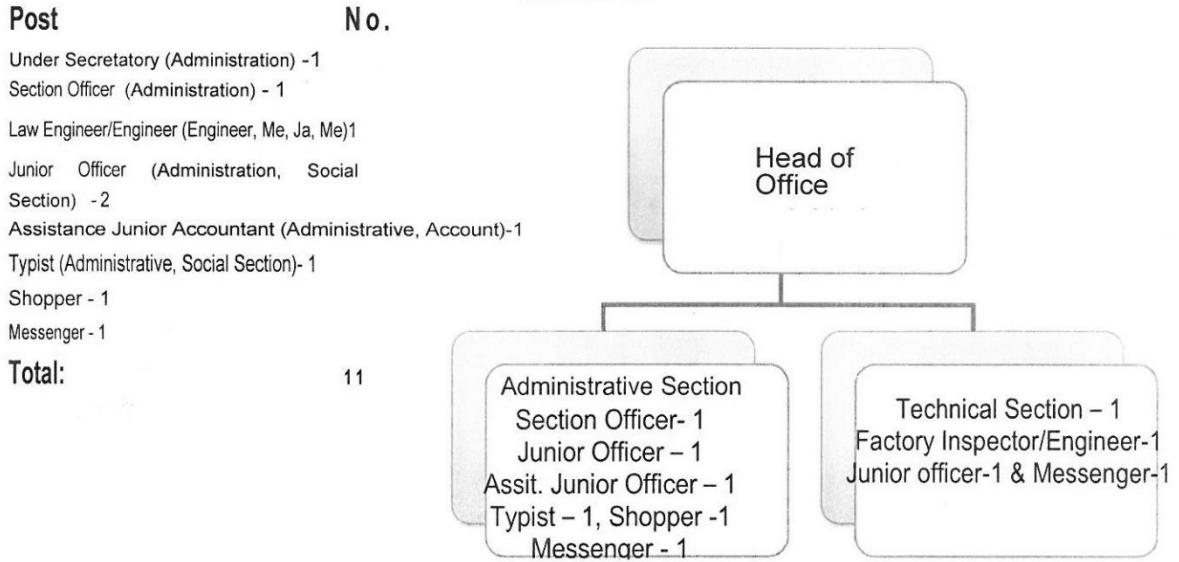 Post No.
Under Secretatory (Administration) -1
Section Officer (Administration) - 1
Law Engineer/Engineer (Engineer, Me, Ja, Me)1
Junior Officer (Administration, Social
Section) - 2
Assistance Junior Accountant (Administrative, Account)-1
Typist (Administrative, Social Section)- 1
Shopper - 1
Messenger - 1
Total: 11
Head of
Office
Administrative Section
Section Officer- 1
Junior Officer – 1
Assit. Junior Officer – 1
Typist – 1, Shopper -1
Messenger - 1
Technical Section – 1
Factory Inspector/Engineer-1
Junior officer-1 & Messenger-1